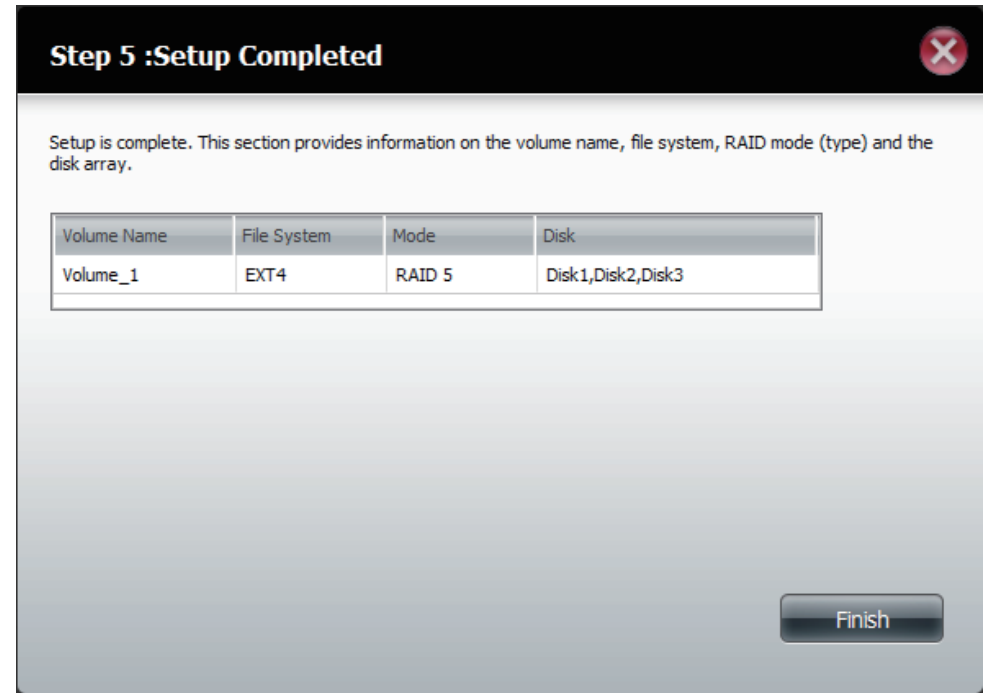 Step 5 :Setup Completed
Setup is complete. This section provides information on the volume name, file system, RAID mode (type) and the
disk array.
Volume Name File System Mode Disk
Volume_1 EXT4 RAID 5 Disk1,Disk2,Disk3
Finish